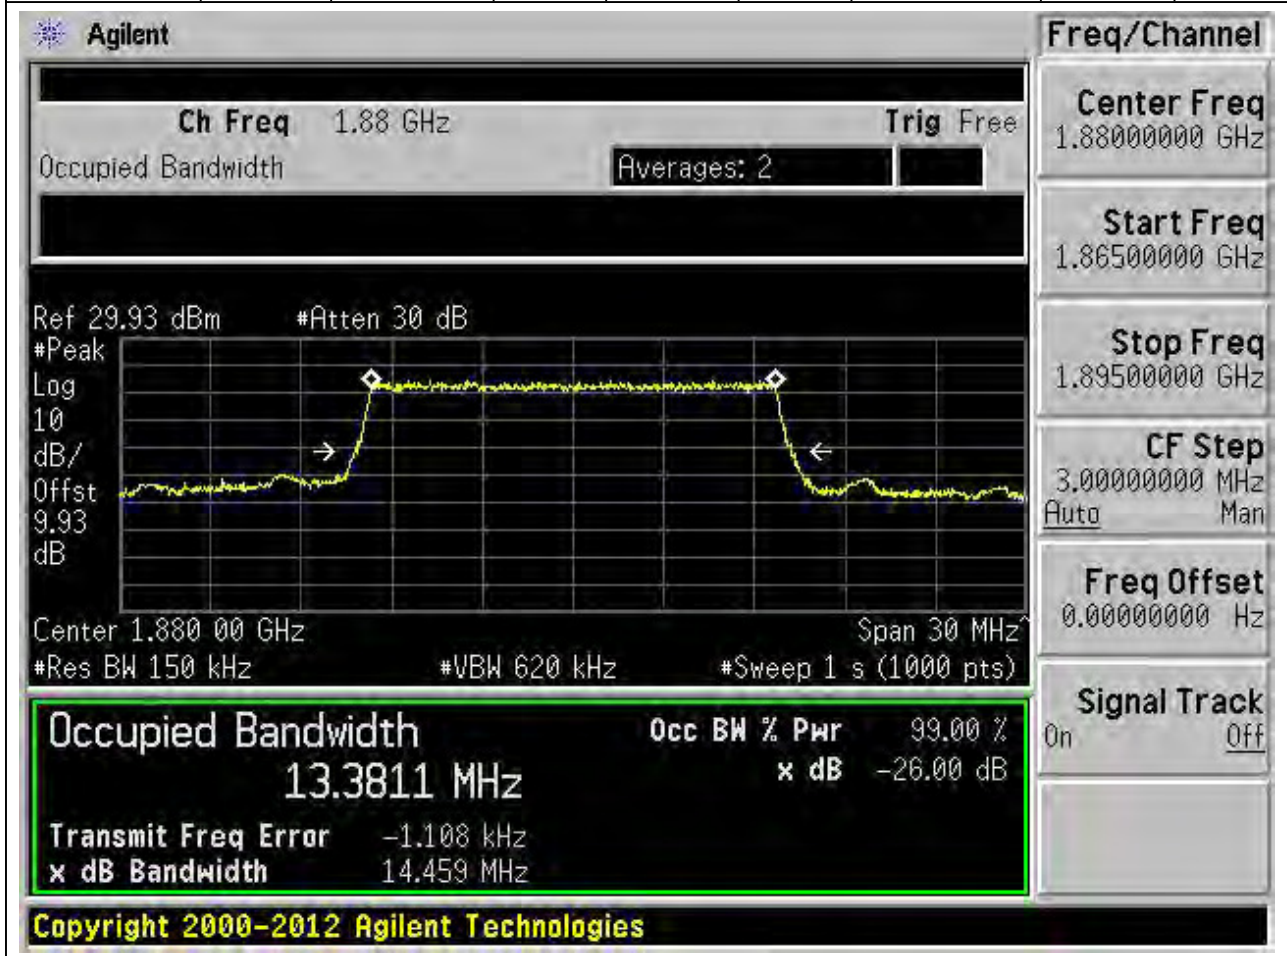 Agilent
Freq/Channel
Ch Freq 1.88 GHz Trig Free
Occupied Bandwidth Averages: 2
Center Freq
1.88000000 GHz
Start Freq
1.86500000 GHz
Stop Freq
1.89500000 GHz
CF Step
3.00000000 MHz
Auto Man
Freq Offset
0.00000000 Hz
Signal Track
On Off
Ref 29.93 dBm #Atten 30 dB
#Peak
Log
10
dB/
Offst
9.93
dB
Center 1.880 00 GHz Span 30 MHz^
#Res BW 150 kHz #VBW 620 kHz #Sweep 1 s (1000 pts)
Occupied Bandwidth Occ BW % Pwr 99.00 %
13.3811 MHz x dB -26.00 dB
Transmit Freq Error -1.108 kHz
x dB Bandwidth 14.459 MHz
Copyright 2000-2012 Agilent Technologies